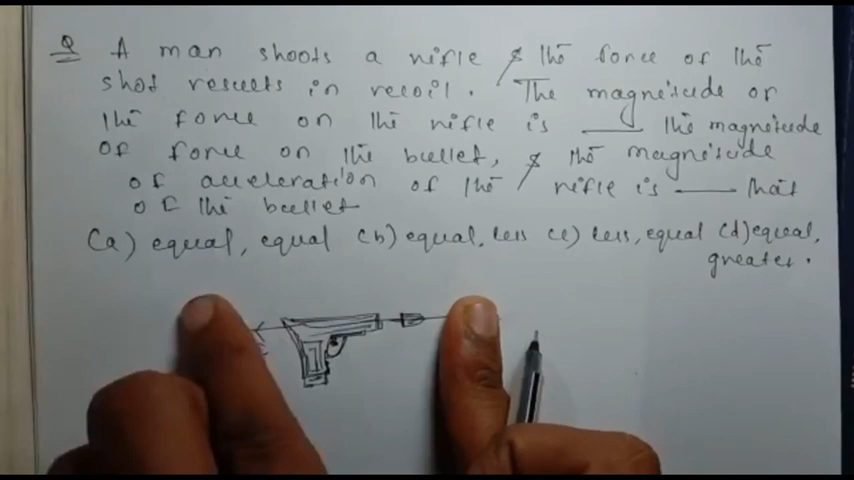 Q A man shoots a rifle & the force of the
shot results in recoil. The magnitude of
the force on the rifle is ____ the magnitude
of force on the bullet, & the magnitude
of acceleration of the rifle is ____ that
of the bullet
(a) equal, equal (b) equal, less (c) less, equal (d) equal,
greater.